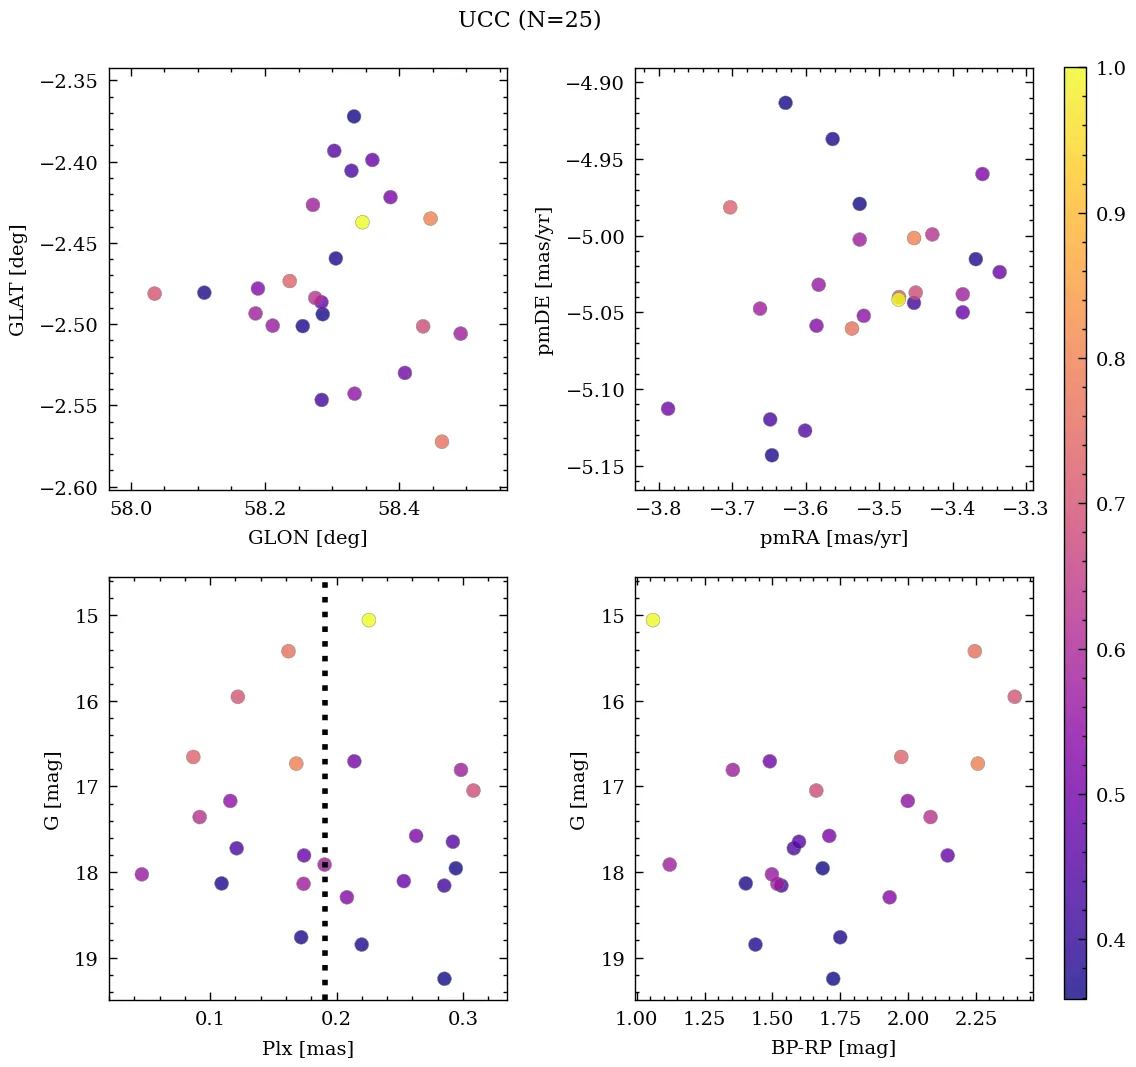 UCC (N=25)
−2.35
−2.40
−2.45
−2.50
−2.55
−2.60
GLAT [deg]
58.0 58.2 58.4
GLON [deg]
−4.90
−4.95
−5.00
−5.05
−5.10
−5.15
pmDE [mas/yr]
−3.8 −3.7 −3.6 −3.5 −3.4 −3.3
pmRA [mas/yr]
15
16
17
18
19
G [mag]
0.1 0.2 0.3
Plx [mas]
15
16
17
18
19
G [mag]
1.00 1.25 1.50 1.75 2.00 2.25
BP-RP [mag]
1.0
0.9
0.8
0.7
0.6
0.5
0.4